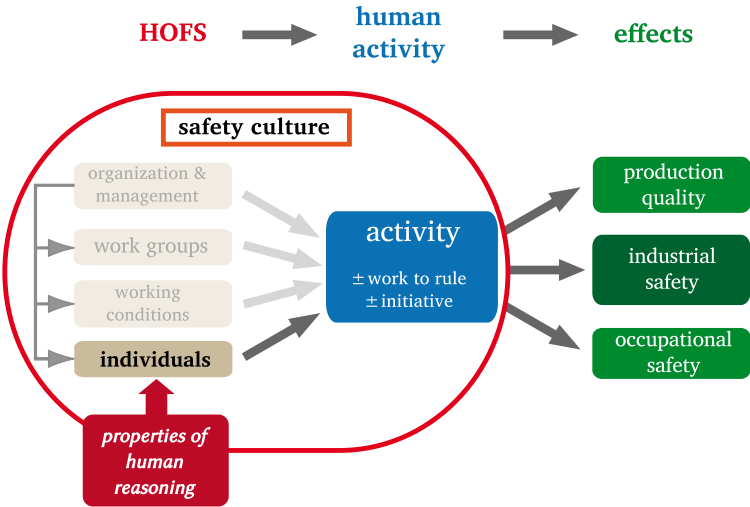 HOFS
human
activity
effects
safety culture
organization &
management
work groups
working
conditions
individuals
properties of
human
reasoning
activity
± work to rule
± initiative
production
quality
industrial
safety
occupational
safety